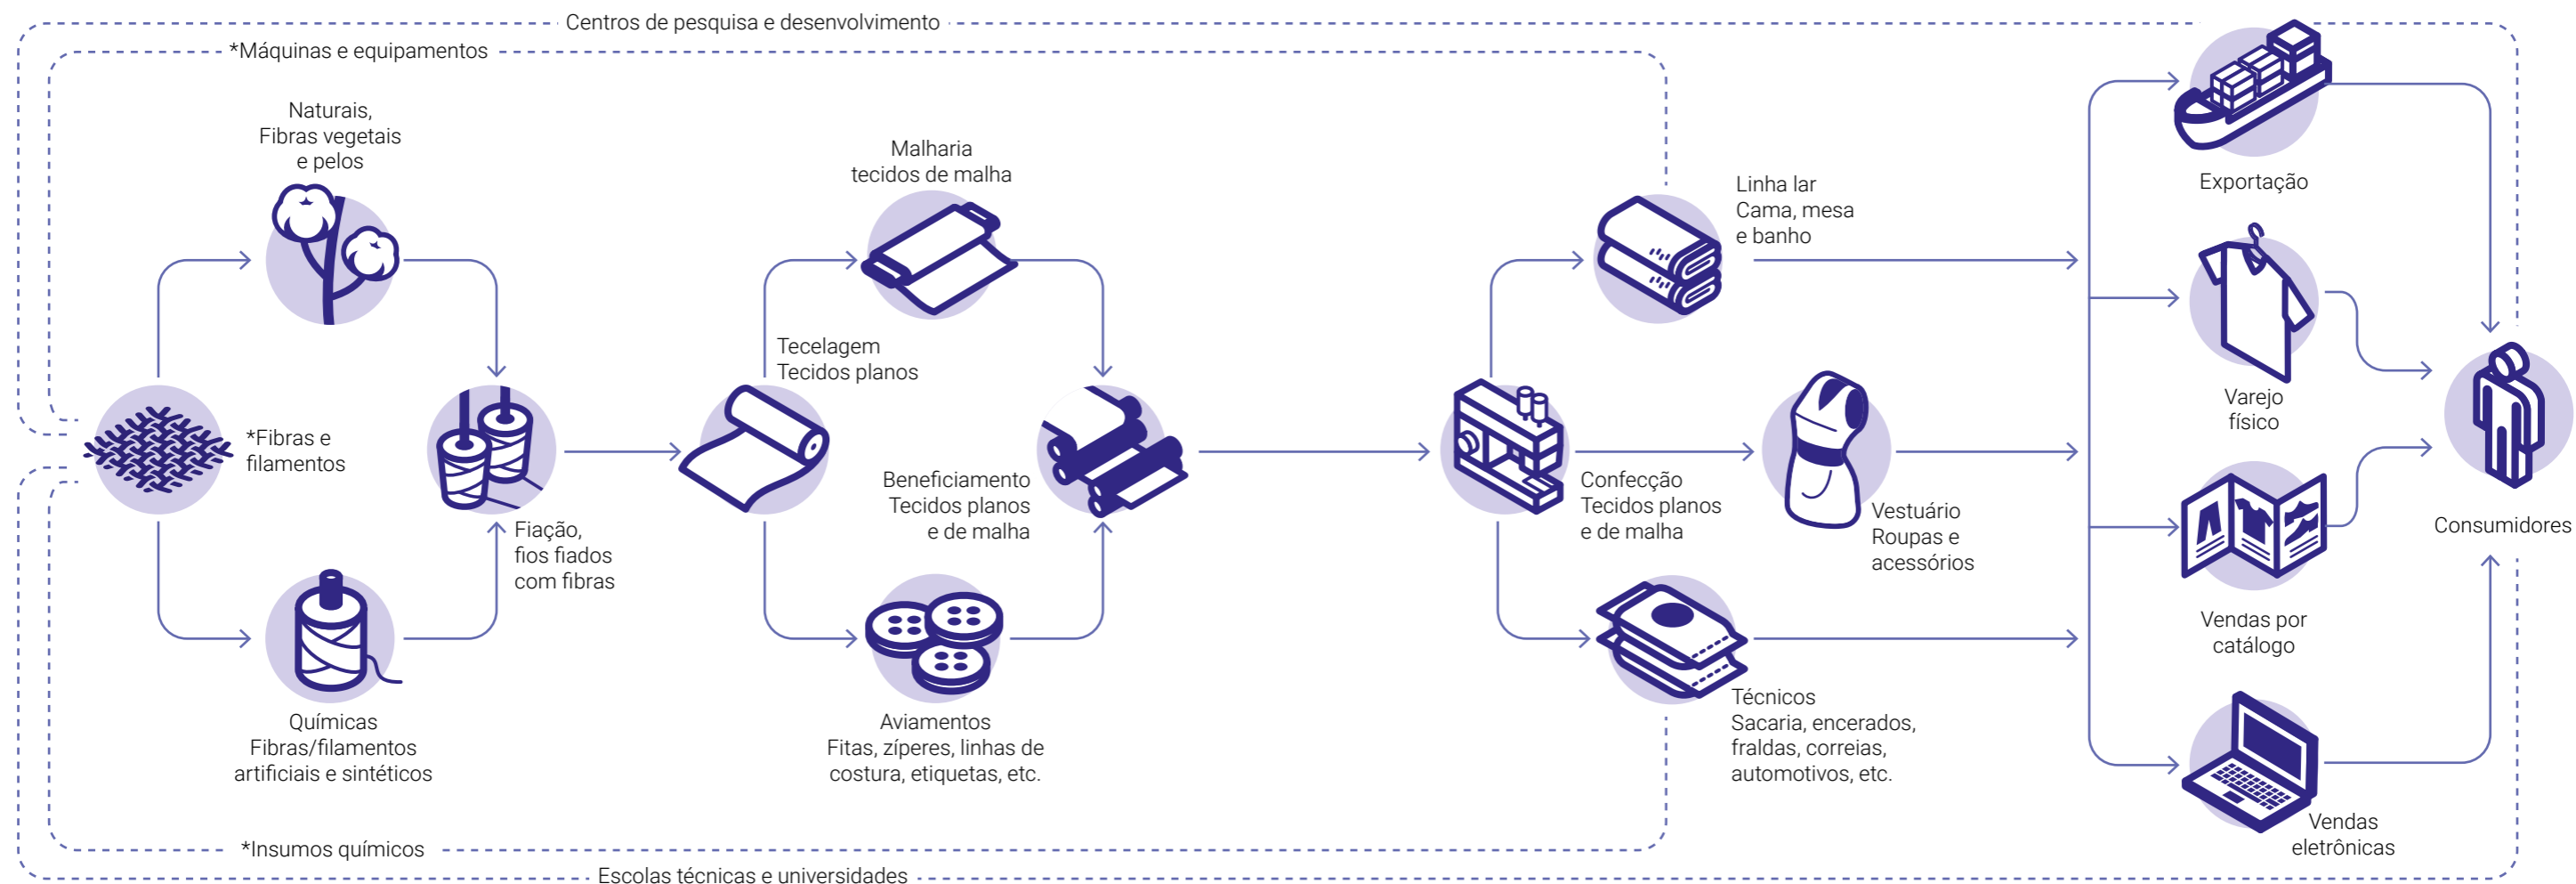 Centros de pesquisa e desenvolvimento
*Máquinas e equipamentos
Naturais,
Fibras vegetais
e pelos
*Fibras e
filamentos
Químicas
Fibras/filamentos
artificiais e sintéticos
Fiação,
fios fiados
com fibras
Malharia
tecidos de malha
Tecelagem
Tecidos planos
Aviamentos
Fitas, zíperes, linhas de
costura, etiquetas, etc.
Beneficiamento
Tecidos planos
e de malha
Confecção
Tecidos planos
e de malha
Linha lar
Cama, mesa
e banho
Vestuário
Roupas e
acessórios
Técnicos
Sacaria, encerados,
fraldas, correias,
automotivos, etc.
Exportação
Varejo
físico
Vendas por
catálogo
Vendas
eletrônicas
Consumidores
*Insumos químicos
Escolas técnicas e universidades